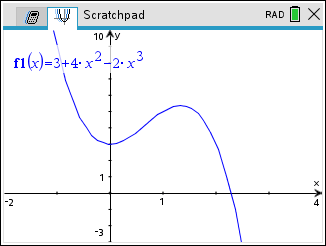 Scratchpad RAD
10 y
f1(x)=3+4·x²−2·x³
1
x
-2 1 4
-3